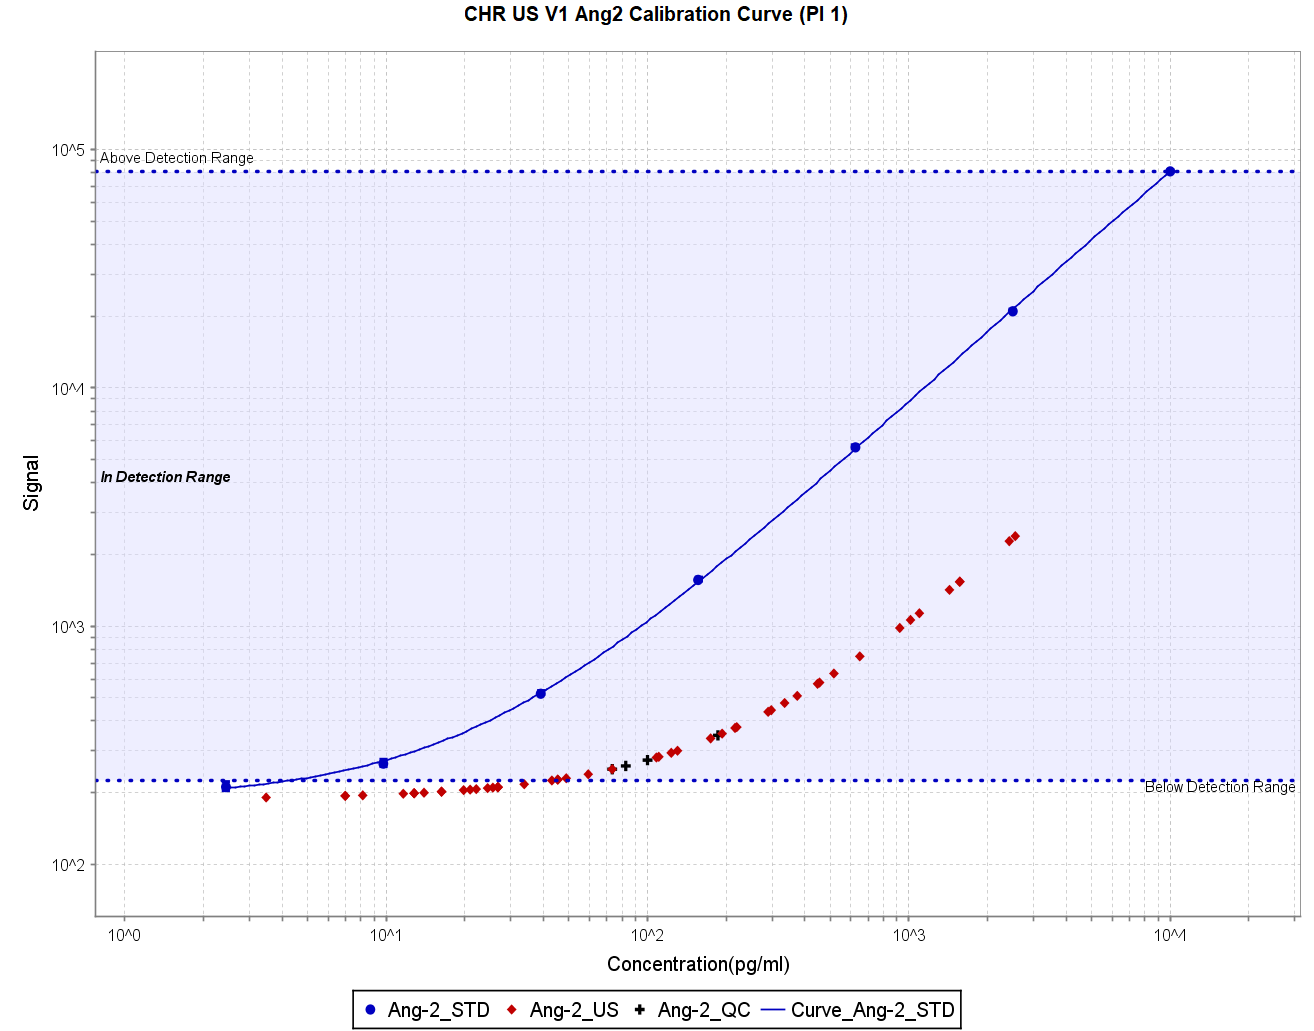 CHR US V1 Ang2 Calibration Curve (Pl 1)
10^5
Above Detection Range
10^4
Signal
In Detection Range
10^3
Below Detection Range
10^2
10^0 10^1 10^2 10^3 10^4
Concentration(pg/ml)
Ang-2_STD Ang-2_US Ang-2_QC Curve_Ang-2_STD